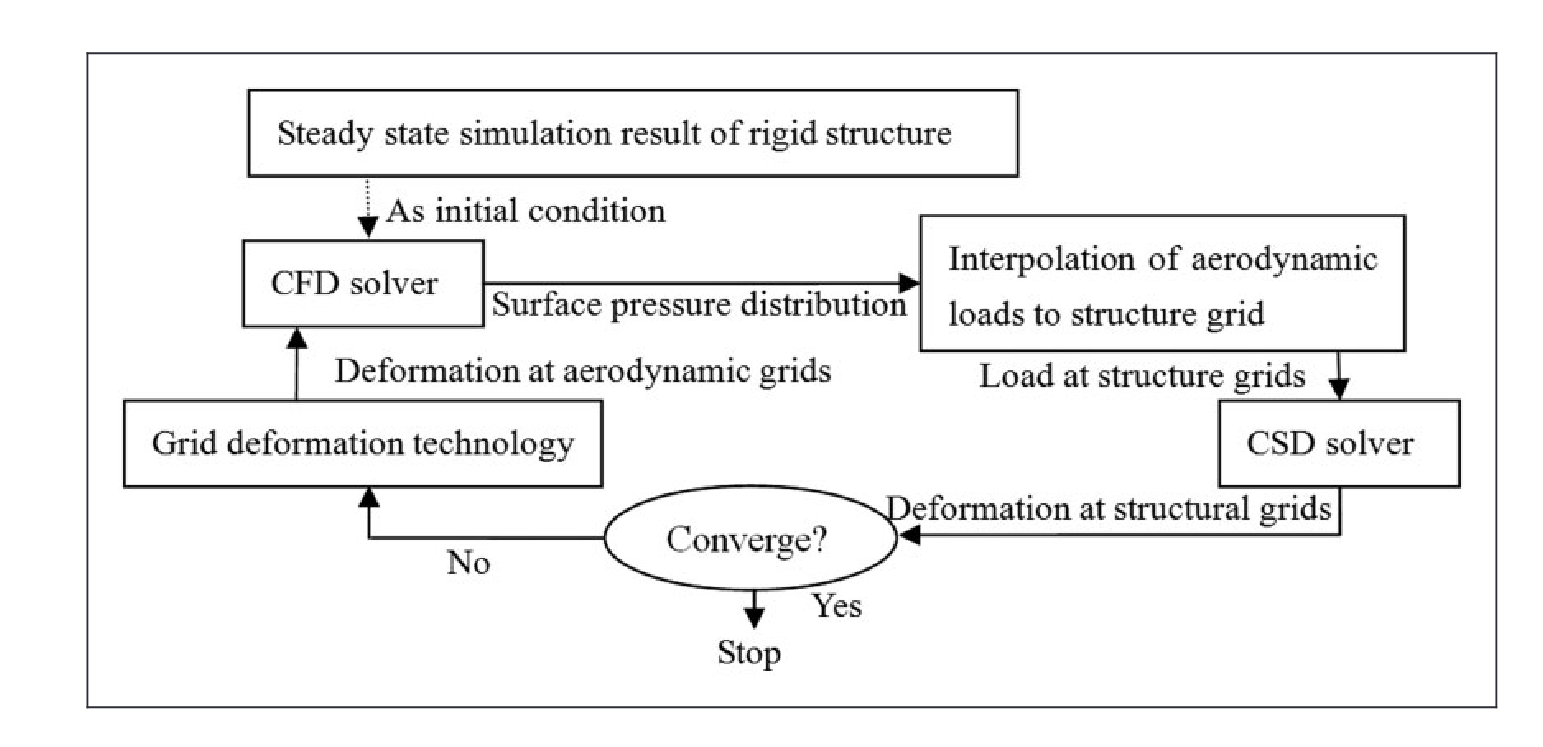 Steady state simulation result of rigid structure
As initial condition
CFD solver
Surface pressure distribution
Interpolation of aerodynamic
loads to structure grid
Load at structure grids
CSD solver
Deformation at structural grids
Converge?
Yes
Stop
No
Grid deformation technology
Deformation at aerodynamic grids